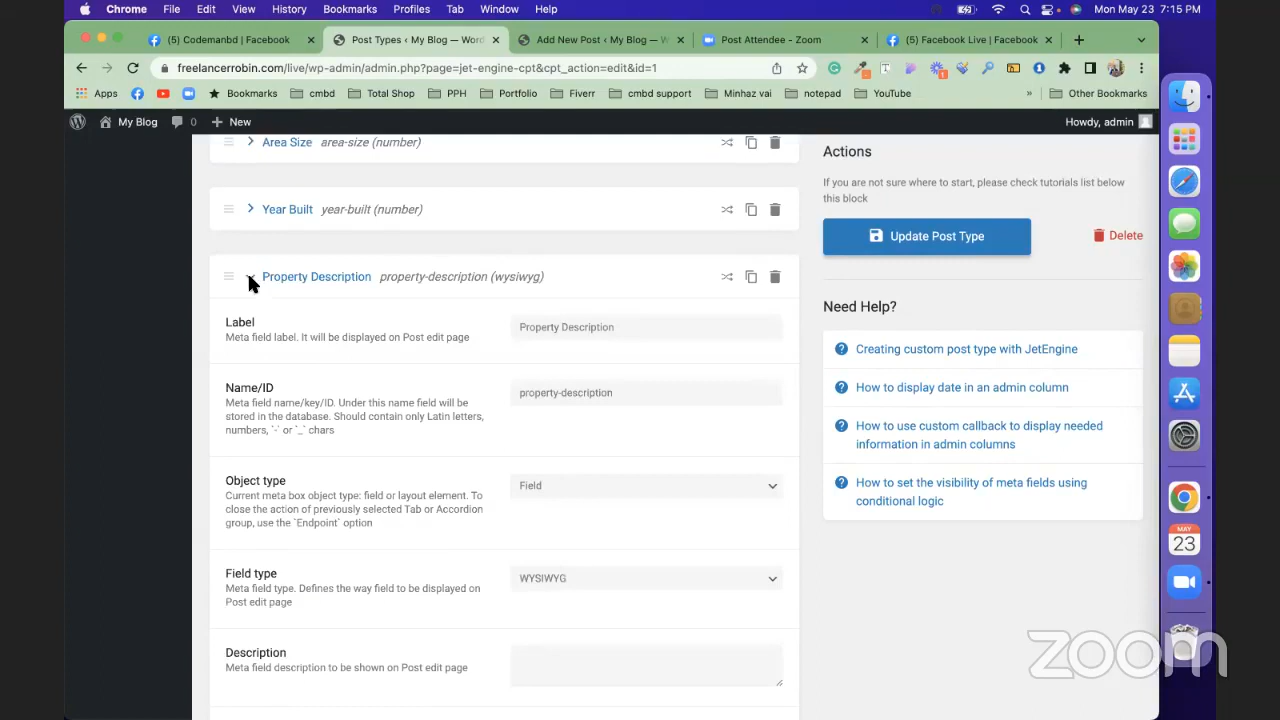 Chrome File Edit View History Bookmarks Profiles Tab Window Help Mon May 23 7:15 PM
(5) Codemanbd | Facebook Post Types ‹ My Blog — Word Add New Post ‹ My Blog — W Post Attendee - Zoom (5) Facebook Live | Facebook
freelancerrobin.com/live/wp-admin/admin.php?page=jet-engine-cpt&cpt_action=edit&id=1
Apps Bookmarks cmbd Total Shop PPH Portfolio Fiverr cmbd support Minhaz vai notepad YouTube » Other Bookmarks
My Blog 0 New Howdy, admin
Area Size area-size (number)
Year Built year-built (number)
Property Description property-description (wysiwyg)
Label
Meta field label. It will be displayed on Post edit page
Property Description
Name/ID
Meta field name/key/ID. Under this name field will be
stored in the database. Should contain only Latin letters,
numbers, `-` or `_` chars
property-description
Object type
Current meta box object type: field or layout element. To
close the action of previously selected Tab or Accordion
group, use the `Endpoint` option
Field
Field type
Meta field type. Defines the way field to be displayed on
Post edit page
WYSIWYG
Description
Meta field description to be shown on Post edit page
Actions
If you are not sure where to start, please check tutorials list below
this block
Update Post Type
Delete
Need Help?
Creating custom post type with JetEngine
How to display date in an admin column
How to use custom callback to display needed
information in admin columns
How to set the visibility of meta fields using
conditional logic
MAY
23
zoom